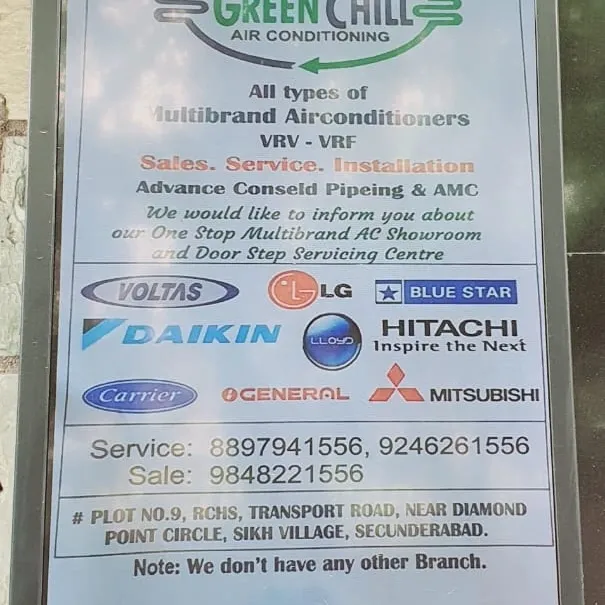 GREEN CHILL
AIR CONDITIONING
All types of
Multibrand Airconditioners
VRV - VRF
Sales. Service. Installation
Advance Conseld Pipeing & AMC
We would like to inform you about
our One Stop Multibrand AC Showroom
and Door Step Servicing Centre
VOLTAS LG BLUE STAR
DAIKIN LLOYD HITACHI
Inspire the Next
Carrier GENERAL MITSUBISHI
Service: 8897941556, 9246261556
Sale: 9848221556
# PLOT NO.9, RCHS, TRANSPORT ROAD, NEAR DIAMOND
POINT CIRCLE, SIKH VILLAGE, SECUNDERABAD.
Note: We don't have any other Branch.